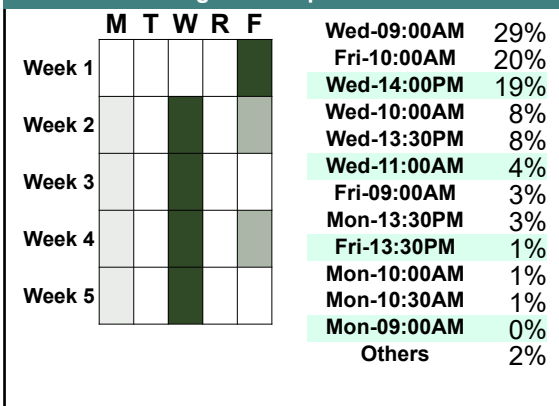 M T W R F
Week 1
Week 2
Week 3
Week 4
Week 5
Wed-09:00AM 29%
Fri-10:00AM 20%
Wed-14:00PM 19%
Wed-10:00AM 8%
Wed-13:30PM 8%
Wed-11:00AM 4%
Fri-09:00AM 3%
Mon-13:30PM 3%
Fri-13:30PM 1%
Mon-10:00AM 1%
Mon-10:30AM 1%
Mon-09:00AM 0%
Others 2%